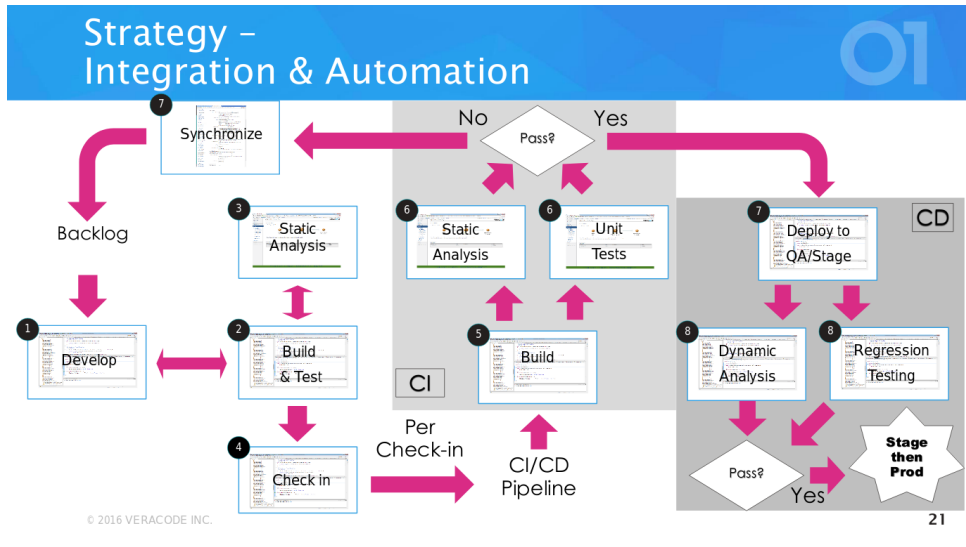 Strategy –
Integration & Automation
01
7
Synchronize
No
Pass?
Yes
Backlog
3
Static
Analysis
6
Static
Analysis
6
Unit
Tests
7
Deploy to
QA/Stage
CD
1
Develop
2
Build
& Test
5
Build
CI
8
Dynamic
Analysis
8
Regression
Testing
4
Check in
Per
Check-in
CI/CD
Pipeline
Pass?
Yes
Stage
then
Prod
© 2016 VERACODE INC.
21